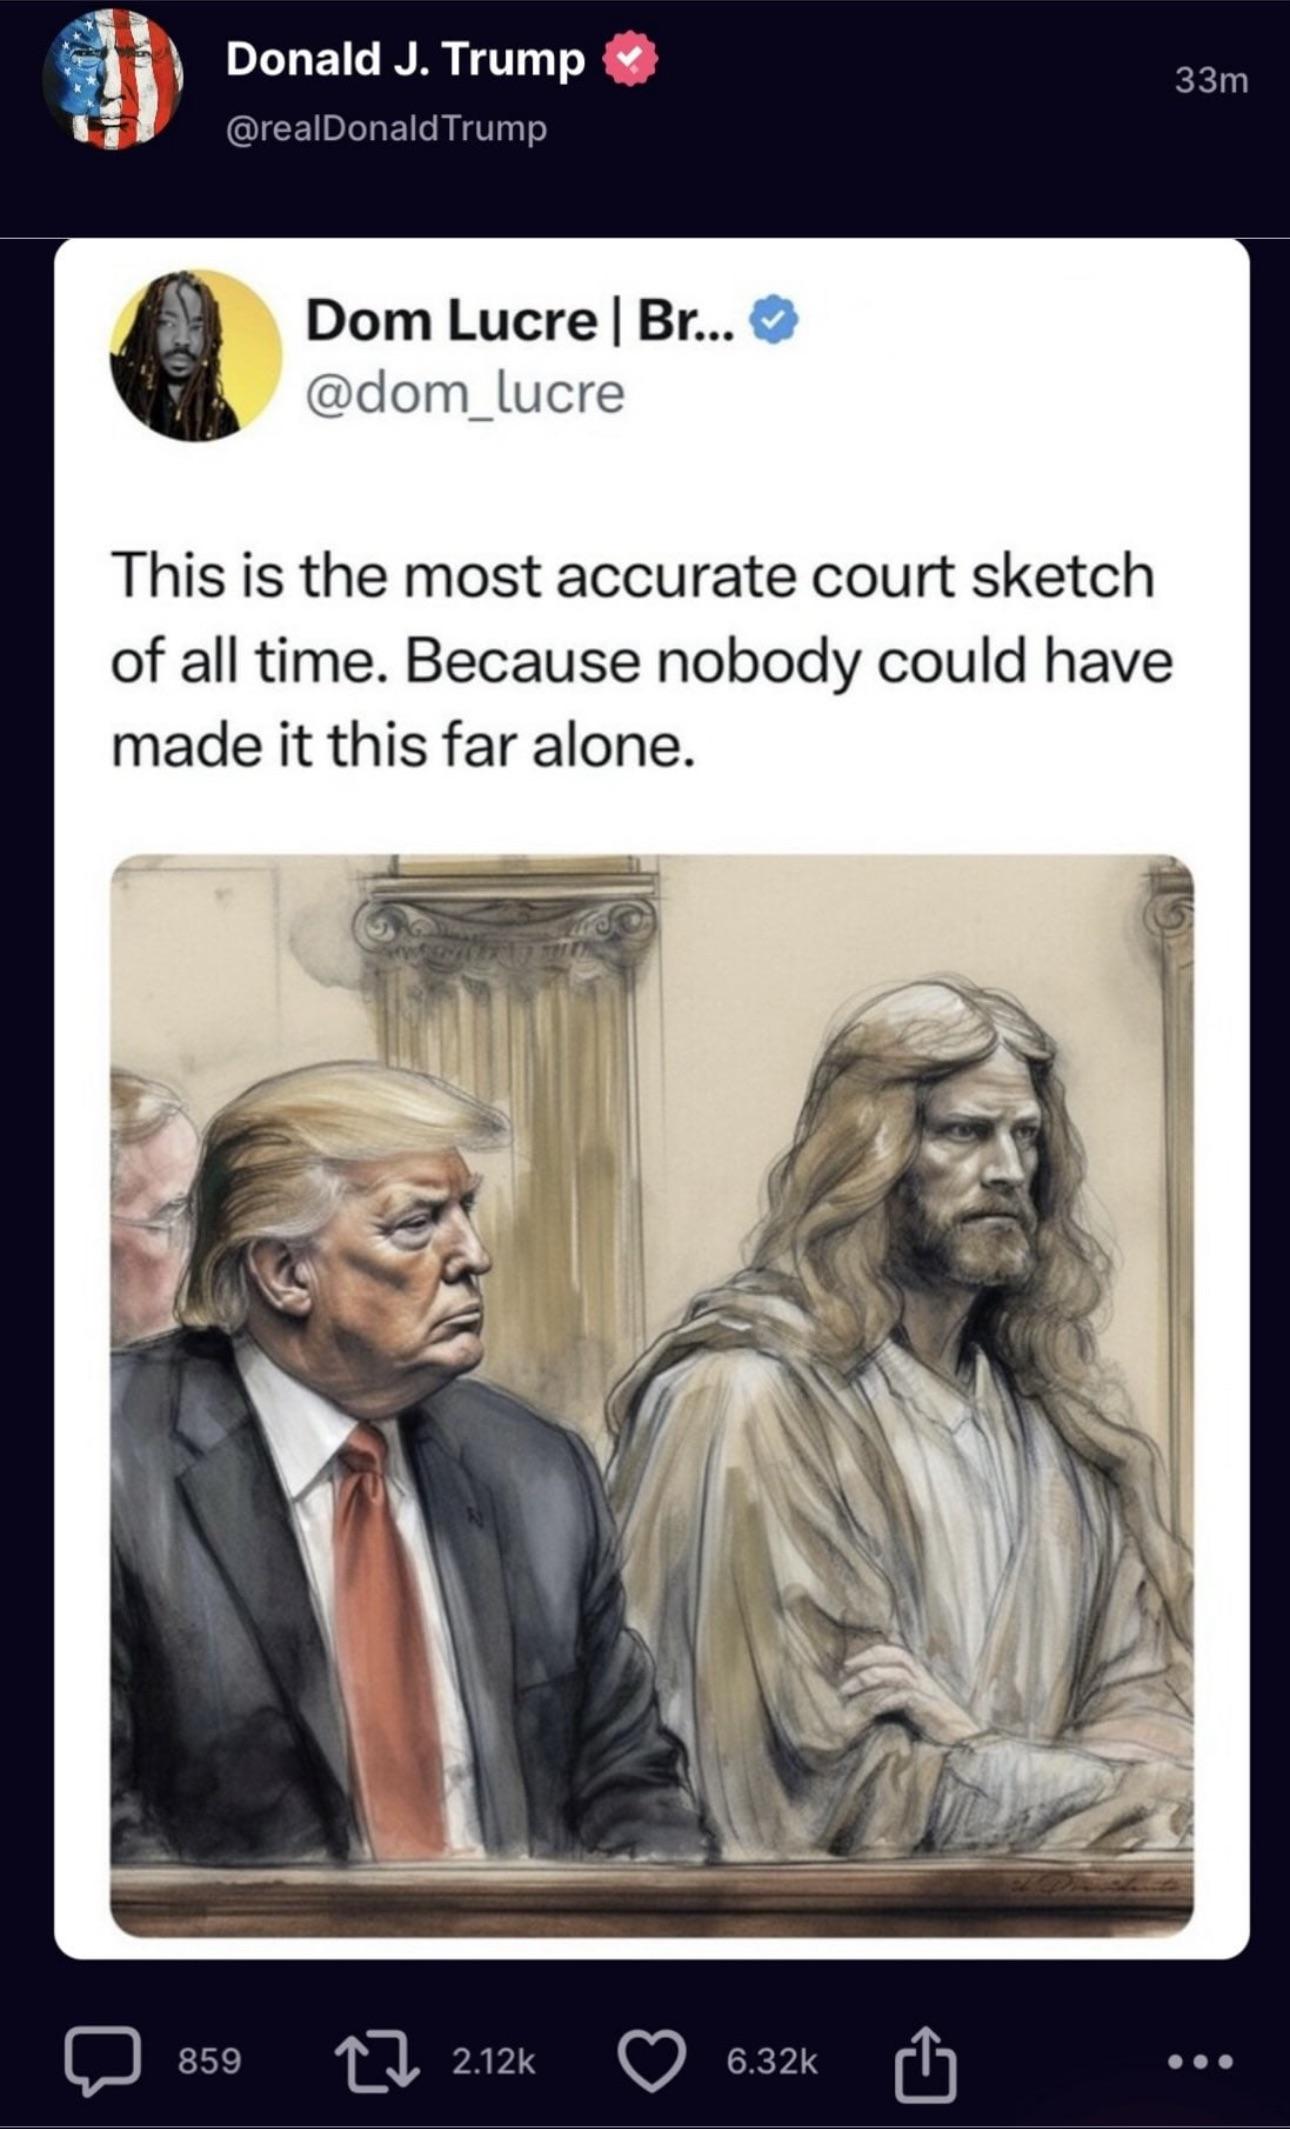 Donald J. Trump
33m
@realDonaldTrump
Dom Lucre | Br...
@dom_lucre
This is the most accurate court sketch
of all time. Because nobody could have
made it this far alone.
859
2.12k
6.32k